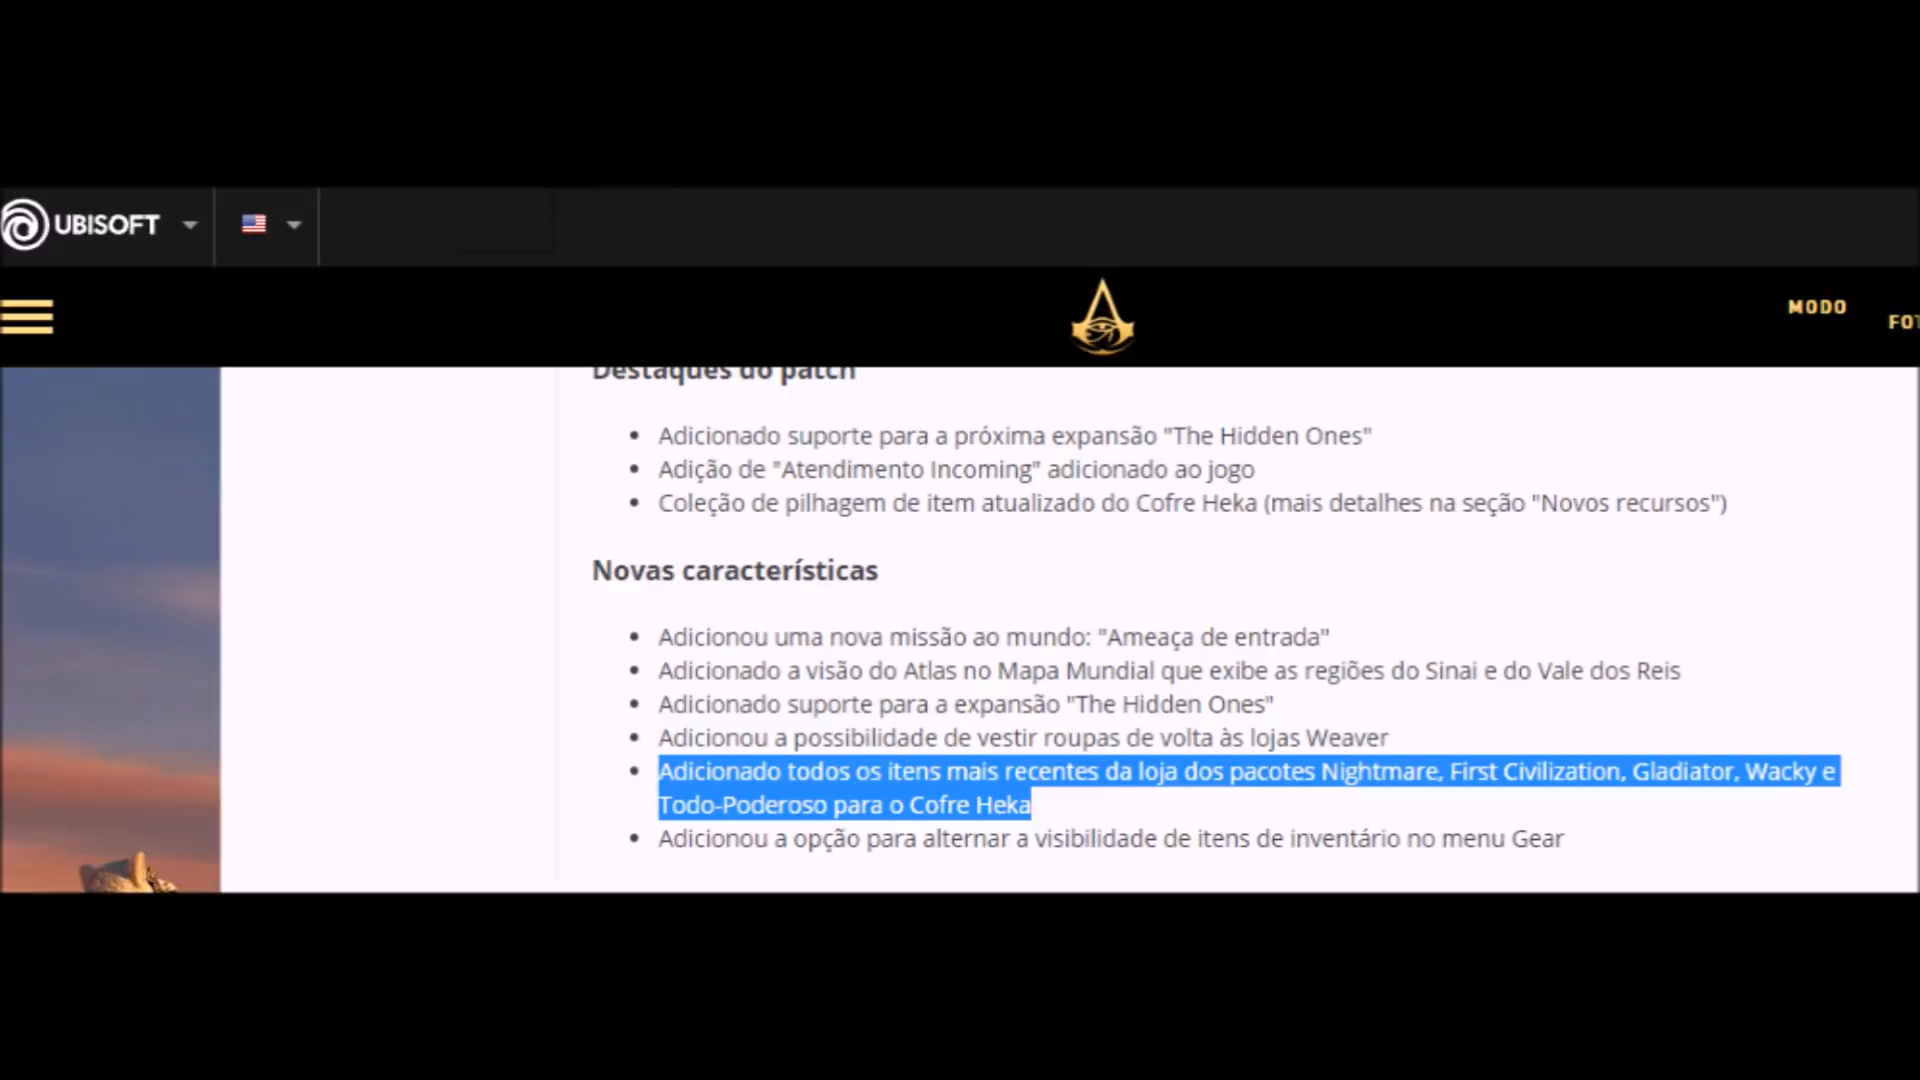 UBISOFT
MODO
FOT
Destaques do patch
Adicionado suporte para a próxima expansão "The Hidden Ones"
Adição de "Atendimento Incoming" adicionado ao jogo
Coleção de pilhagem de item atualizado do Cofre Heka (mais detalhes na seção "Novos recursos")
Novas características
Adicionou uma nova missão ao mundo: "Ameaça de entrada"
Adicionado a visão do Atlas no Mapa Mundial que exibe as regiões do Sinai e do Vale dos Reis
Adicionado suporte para a expansão "The Hidden Ones"
Adicionou a possibilidade de vestir roupas de volta às lojas Weaver
Adicionado todos os itens mais recentes da loja dos pacotes Nightmare, First Civilization, Gladiator, Wacky e
Todo-Poderoso para o Cofre Heka
Adicionou a opção para alternar a visibilidade de itens de inventário no menu Gear